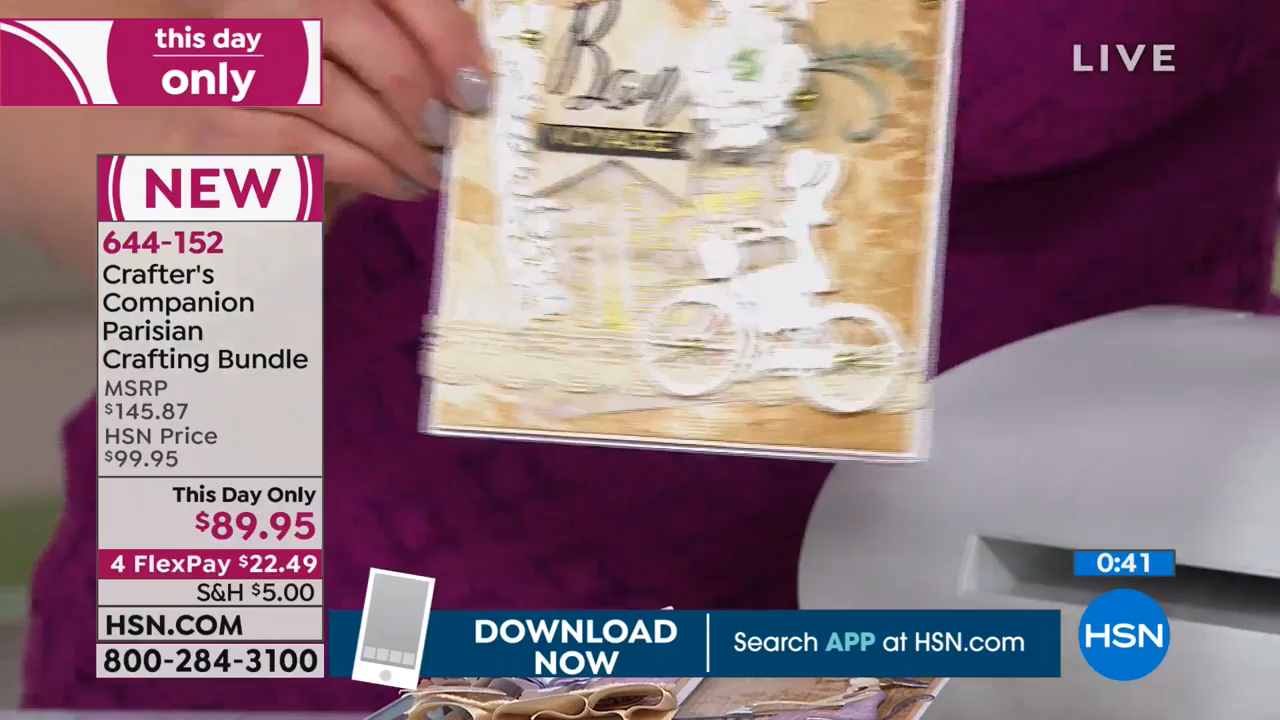 this day
only
LIVE
NEW
644-152
Crafter's
Companion
Parisian
Crafting Bundle
MSRP
$145.87
HSN Price
$99.95
This Day Only
$89.95
4 FlexPay $22.49
S&H $5.00
HSN.COM
800-284-3100
Bon
VOYAGE
DOWNLOAD
NOW
Search APP at HSN.com
0:41
HSN